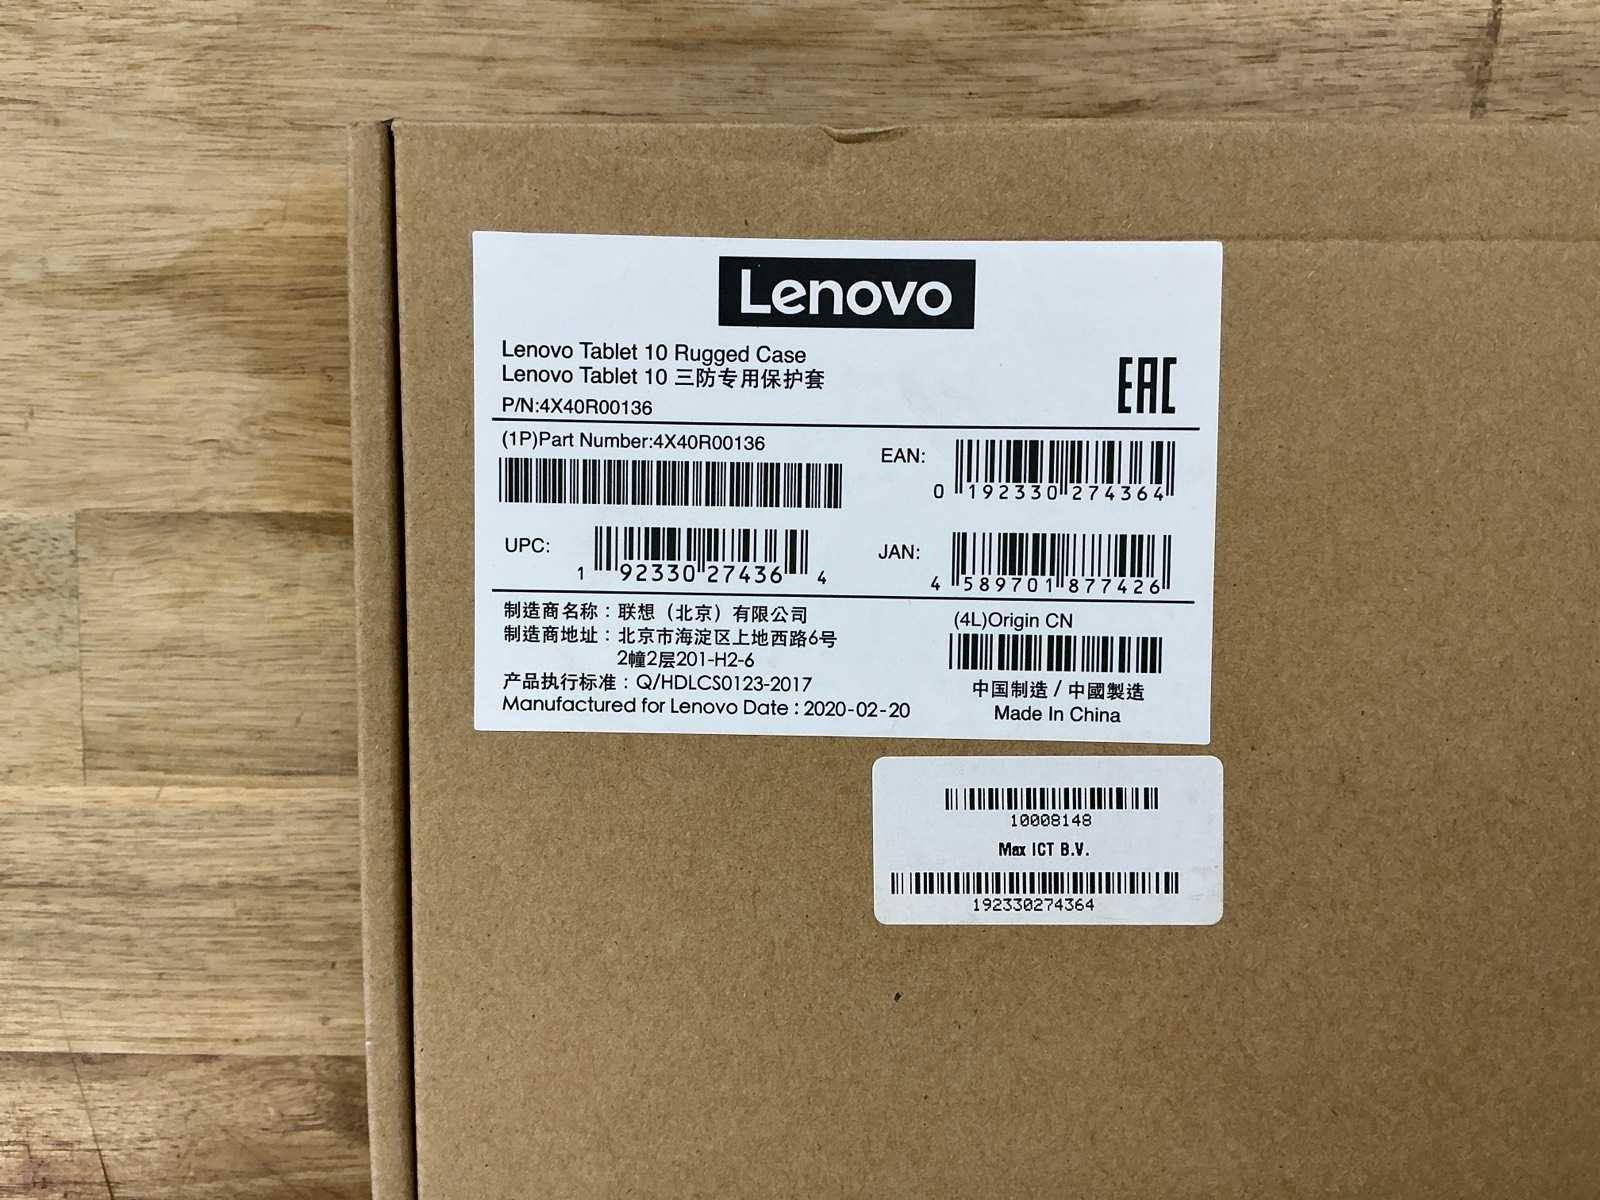 Lenovo
Lenovo Tablet 10 Rugged Case
Lenovo Tablet 10 三防专用保护套
P/N:4X40R00136
EAC
(1P)Part Number:4X40R00136
EAN:
0 192330 274364
UPC:
1 92330 27436 4
JAN:
4 589701 877426
制造商名称：联想（北京）有限公司
制造商地址：北京市海淀区上地西路6号
2幢2层201-H2-6
产品执行标准：Q/HDLCS0123-2017
Manufactured for Lenovo Date : 2020-02-20
(4L)Origin CN
中国制造 / 中國製造
Made In China
10008148
Max ICT B.V.
192330274364